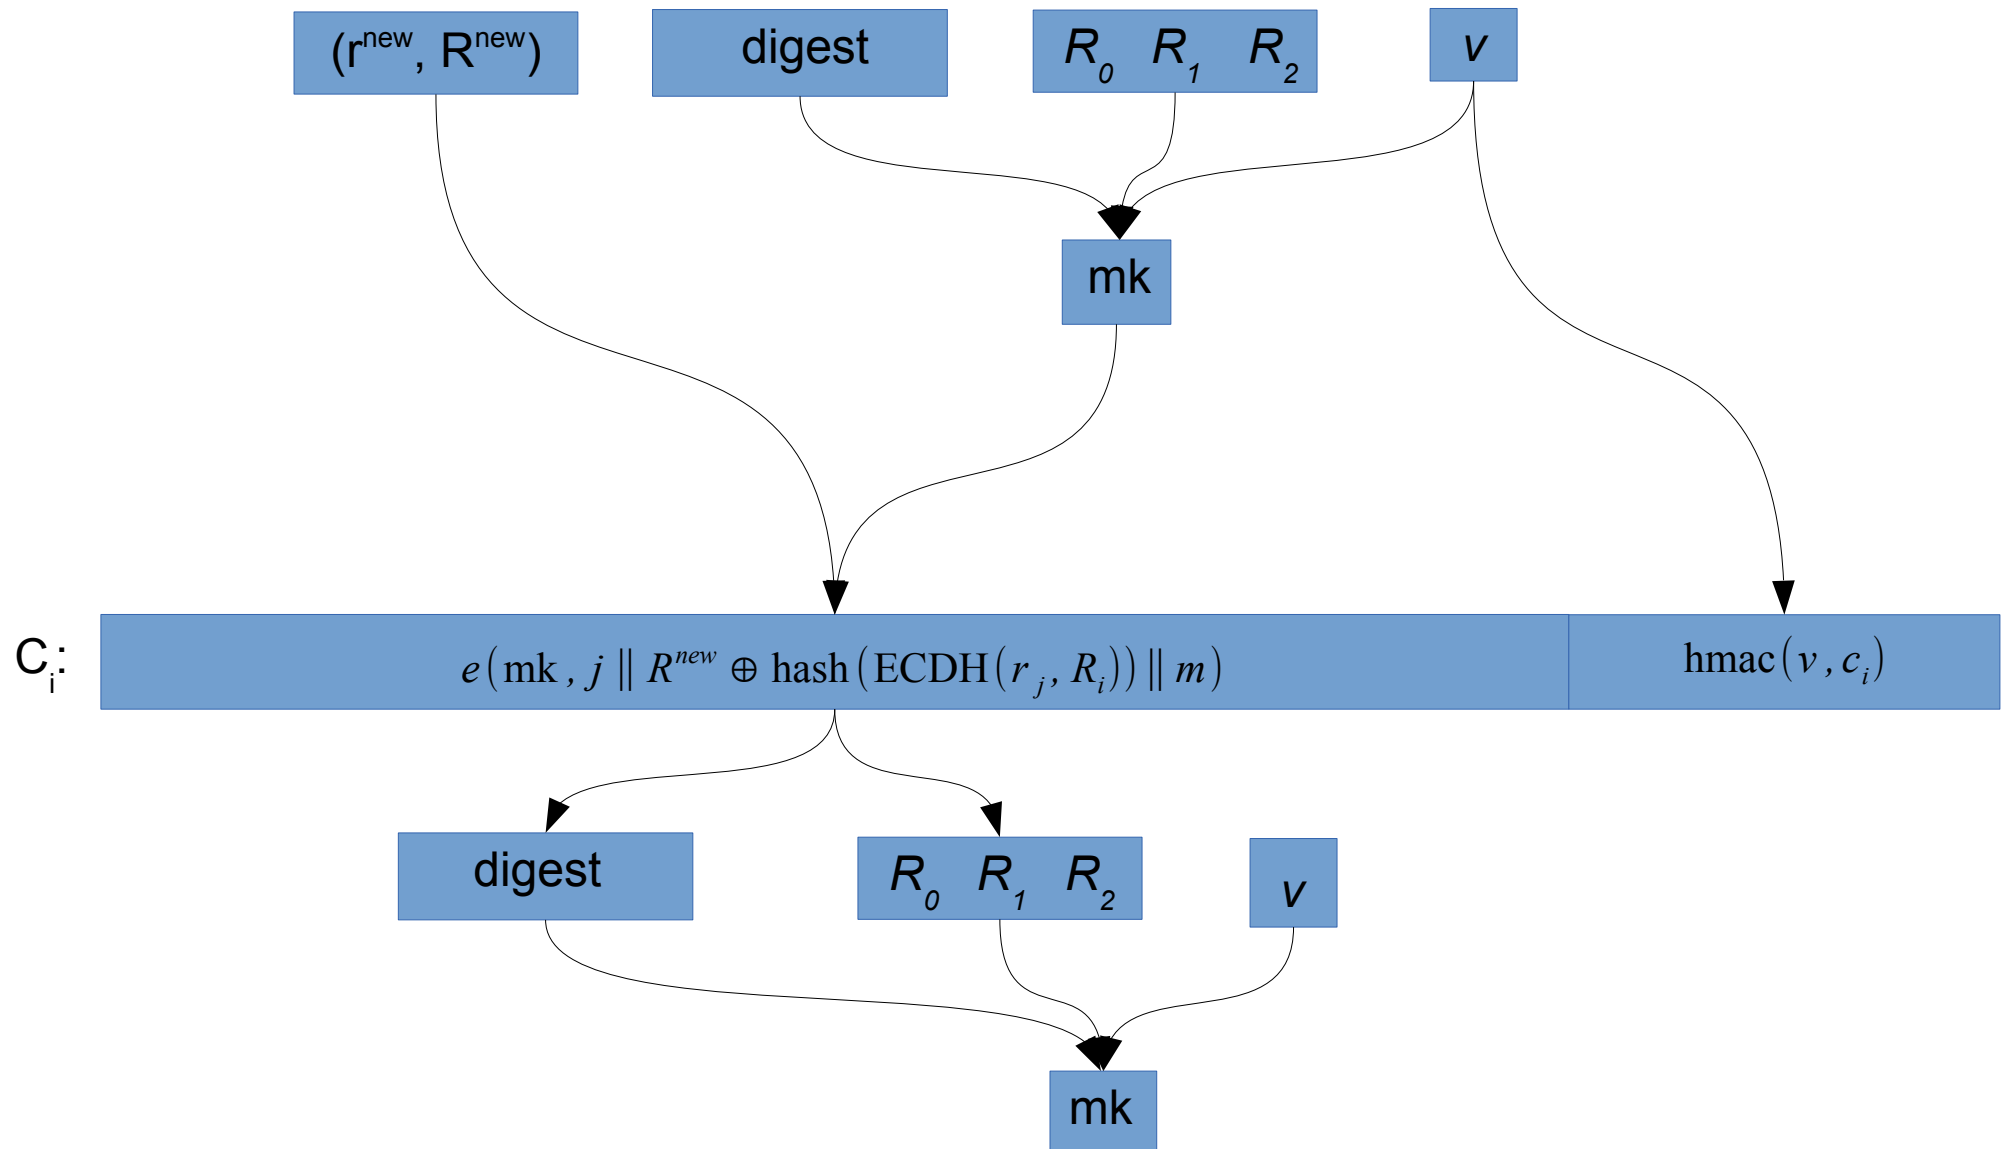 (r^new, R^new) digest R_0 R_1 R_2 v
mk
C_i: e(mk, j ∥ R^new ⊕ hash(ECDH(r_j, R_i)) ∥ m) hmac(v, c_i)
digest R_0 R_1 R_2 v
mk